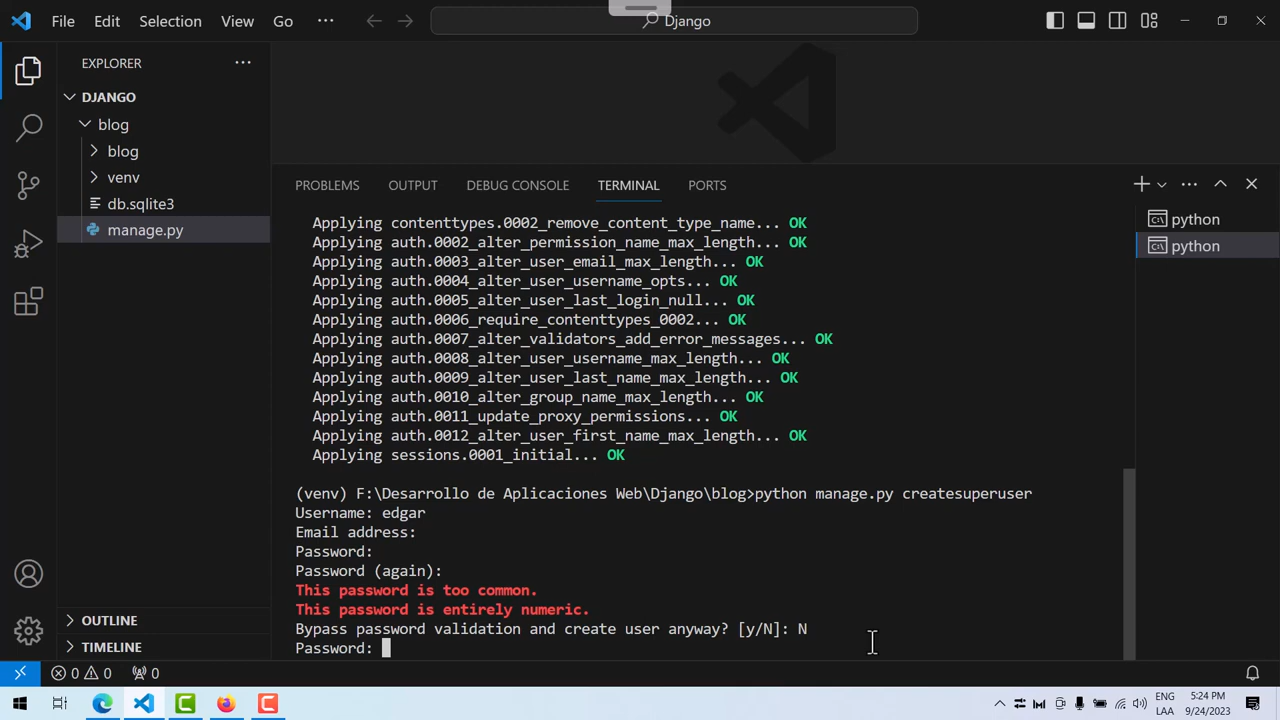 File Edit Selection View Go ··· Django
EXPLORER ···
DJANGO
blog
blog
venv
db.sqlite3
manage.py
OUTLINE
TIMELINE
PROBLEMS OUTPUT DEBUG CONSOLE TERMINAL PORTS
python
python
Applying contenttypes.0002_remove_content_type_name... OK
Applying auth.0002_alter_permission_name_max_length... OK
Applying auth.0003_alter_user_email_max_length... OK
Applying auth.0004_alter_user_username_opts... OK
Applying auth.0005_alter_user_last_login_null... OK
Applying auth.0006_require_contenttypes_0002... OK
Applying auth.0007_alter_validators_add_error_messages... OK
Applying auth.0008_alter_user_username_max_length... OK
Applying auth.0009_alter_user_last_name_max_length... OK
Applying auth.0010_alter_group_name_max_length... OK
Applying auth.0011_update_proxy_permissions... OK
Applying auth.0012_alter_user_first_name_max_length... OK
Applying sessions.0001_initial... OK
(venv) F:\Desarrollo de Aplicaciones Web\Django\blog>python manage.py createsuperuser
Username: edgar
Email address:
Password:
Password (again):
This password is too common.
This password is entirely numeric.
Bypass password validation and create user anyway? [y/N]: N
Password:
0 0 0
ENG 5:24 PM
LAA 9/24/2023